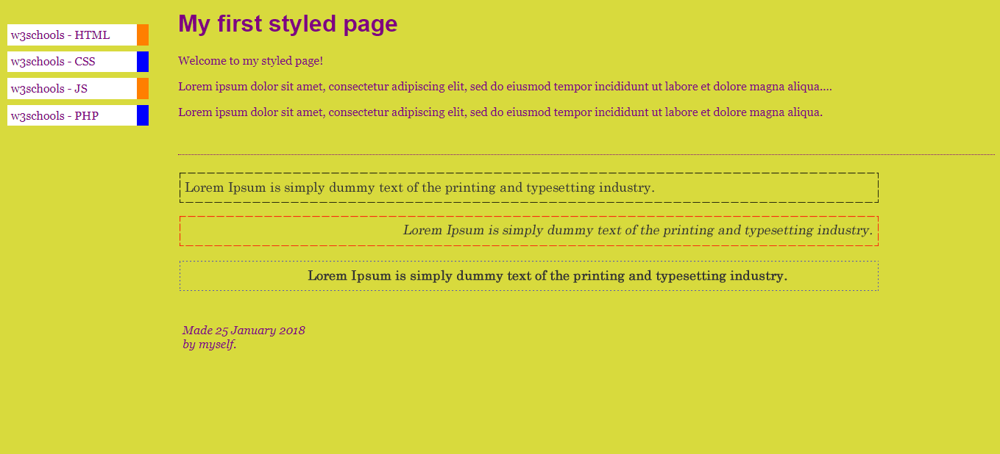 w3schools - HTML
w3schools - CSS
w3schools - JS
w3schools - PHP
My first styled page
Welcome to my styled page!
Lorem ipsum dolor sit amet, consectetur adipiscing elit, sed do eiusmod tempor incididunt ut labore et dolore magna aliqua....
Lorem ipsum dolor sit amet, consectetur adipiscing elit, sed do eiusmod tempor incididunt ut labore et dolore magna aliqua.
Lorem Ipsum is simply dummy text of the printing and typesetting industry.
Lorem Ipsum is simply dummy text of the printing and typesetting industry.
Lorem Ipsum is simply dummy text of the printing and typesetting industry.
Made 25 January 2018
by myself.